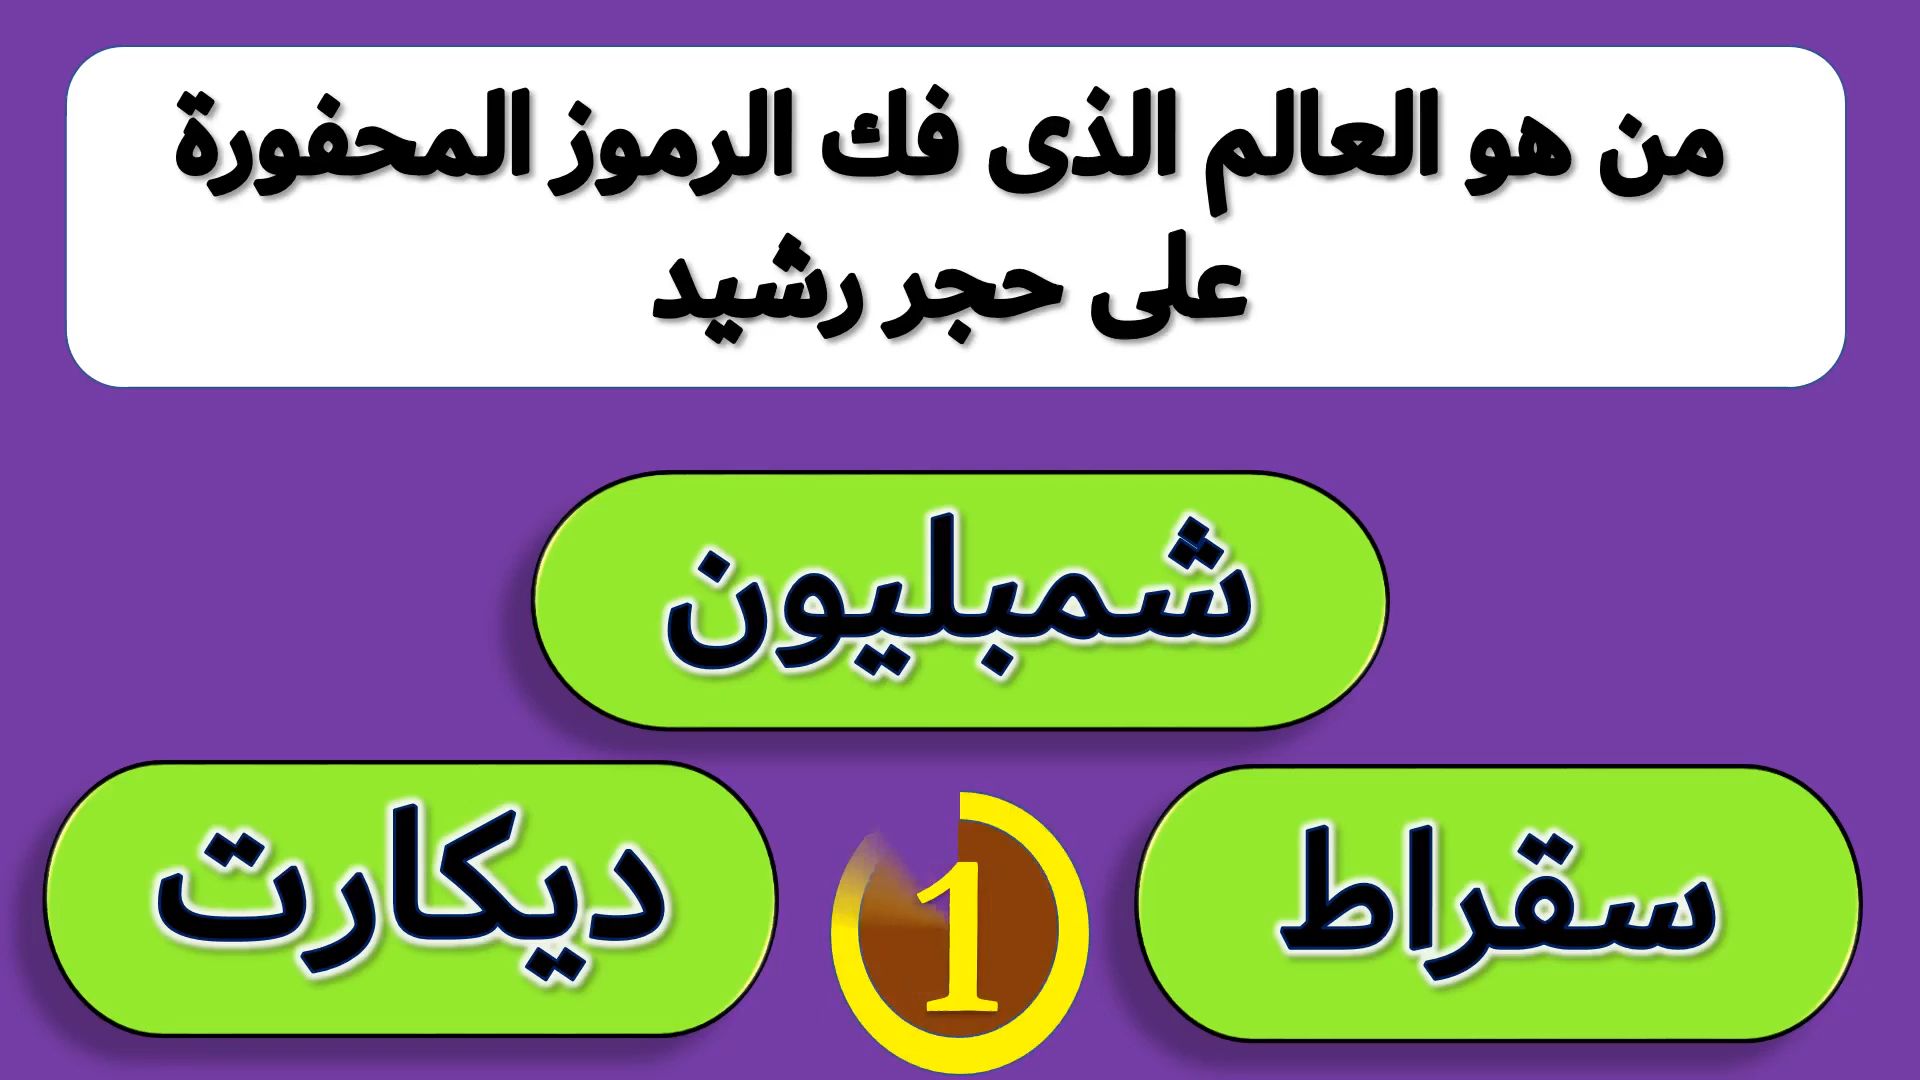 من هو العالم الذى فك الرموز المحفورة
على حجر رشيد
شمبليون
سقراط
1
ديكارت